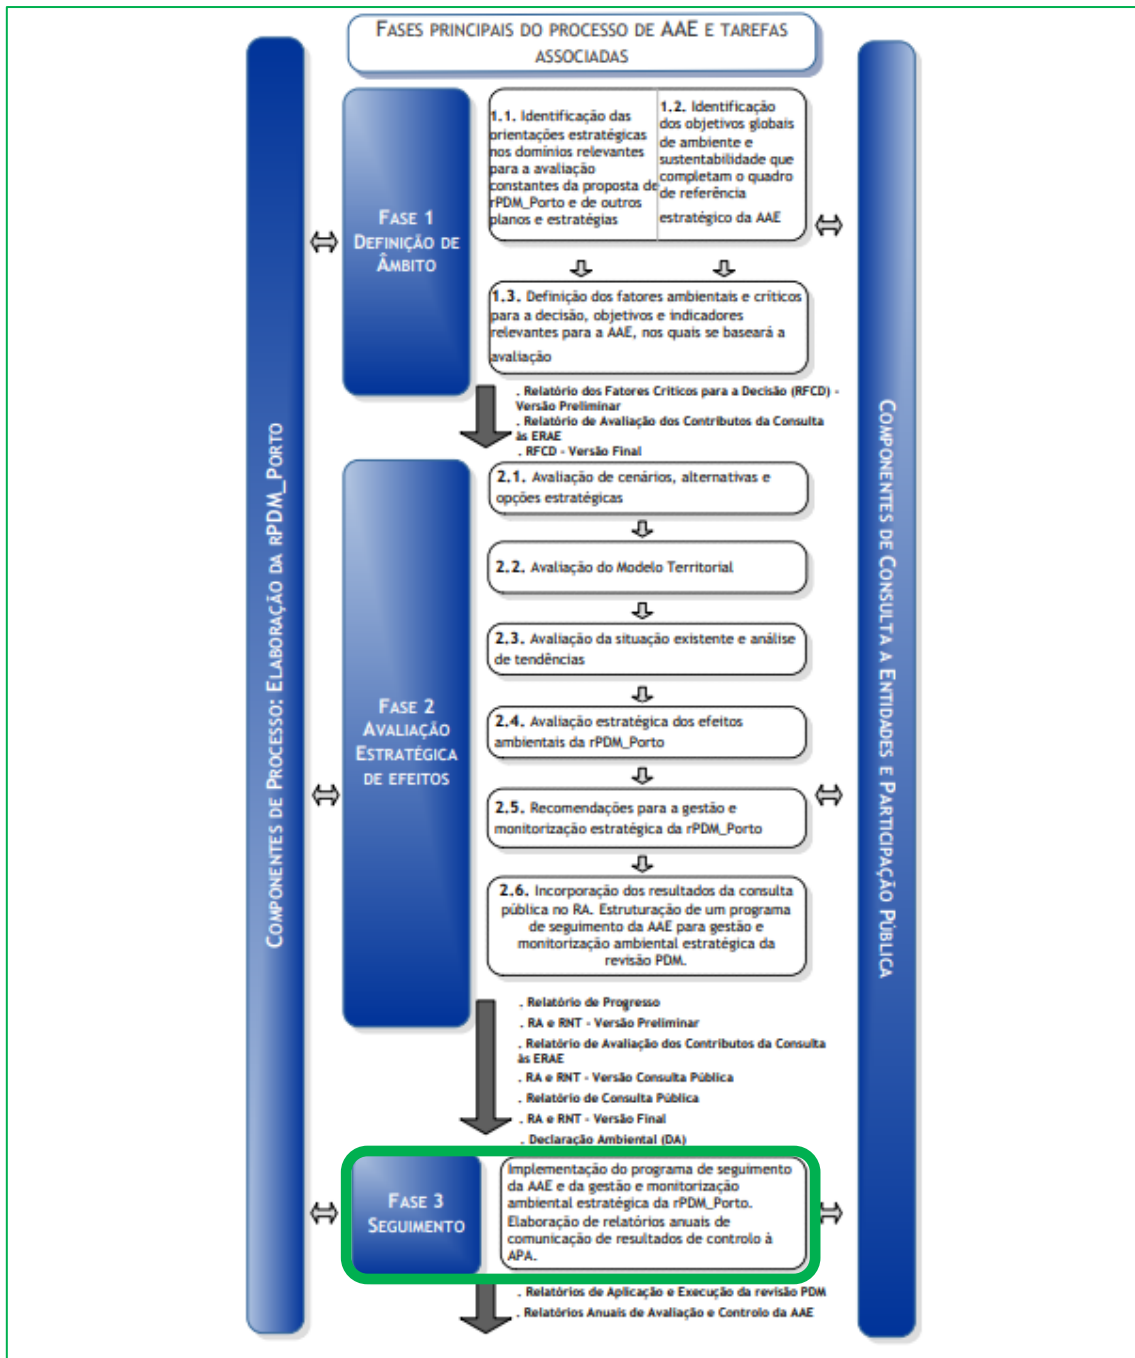 FASES PRINCIPAIS DO PROCESSO DE AAE E TAREFAS
ASSOCIADAS
COMPONENTES DE PROCESSO: ELABORAÇÃO DA RPDM_PORTO
FASE 1
DEFINIÇÃO DE
ÂMBITO
1.1. Identificação das
orientações estratégicas
nos domínios relevantes
para a avaliação
constantes da proposta de
rPDM_Porto e de outros
planos e estratégias
1.2. Identificação
dos objetivos globais
de ambiente e
sustentabilidade que
completam o quadro
de referência
estratégico da AAE
1.3. Definição dos fatores ambientais e críticos
para a decisão, objetivos e indicadores
relevantes para a AAE, nos quais se baseará a
avaliação
. Relatório dos Fatores Críticos para a Decisão (RFCD) -
Versão Preliminar
. Relatório de Avaliação dos Contributos da Consulta
às ERAE
. RFCD - Versão Final
FASE 2
AVALIAÇÃO
ESTRATÉGICA
DE EFEITOS
2.1. Avaliação de cenários, alternativas e
opções estratégicas
2.2. Avaliação do Modelo Territorial
2.3. Avaliação da situação existente e análise
de tendências
2.4. Avaliação estratégica dos efeitos
ambientais da rPDM_Porto
2.5. Recomendações para a gestão e
monitorização estratégica da rPDM_Porto
2.6. Incorporação dos resultados da consulta
pública no RA. Estruturação de um programa
de seguimento da AAE para gestão e
monitorização ambiental estratégica da
revisão PDM.
. Relatório de Progresso
. RA e RNT - Versão Preliminar
. Relatório de Avaliação dos Contributos da Consulta
às ERAE
. RA e RNT - Versão Consulta Pública
. Relatório de Consulta Pública
. RA e RNT - Versão Final
. Declaração Ambiental (DA)
FASE 3
SEGUIMENTO
Implementação do programa de seguimento
da AAE e da gestão e monitorização
ambiental estratégica da rPDM_Porto.
Elaboração de relatórios anuais de
comunicação de resultados de controlo à
APA.
. Relatórios de Aplicação e Execução da revisão PDM
. Relatórios Anuais de Avaliação e Controlo da AAE
COMPONENTES DE CONSULTA A ENTIDADES E PARTICIPAÇÃO PÚBLICA